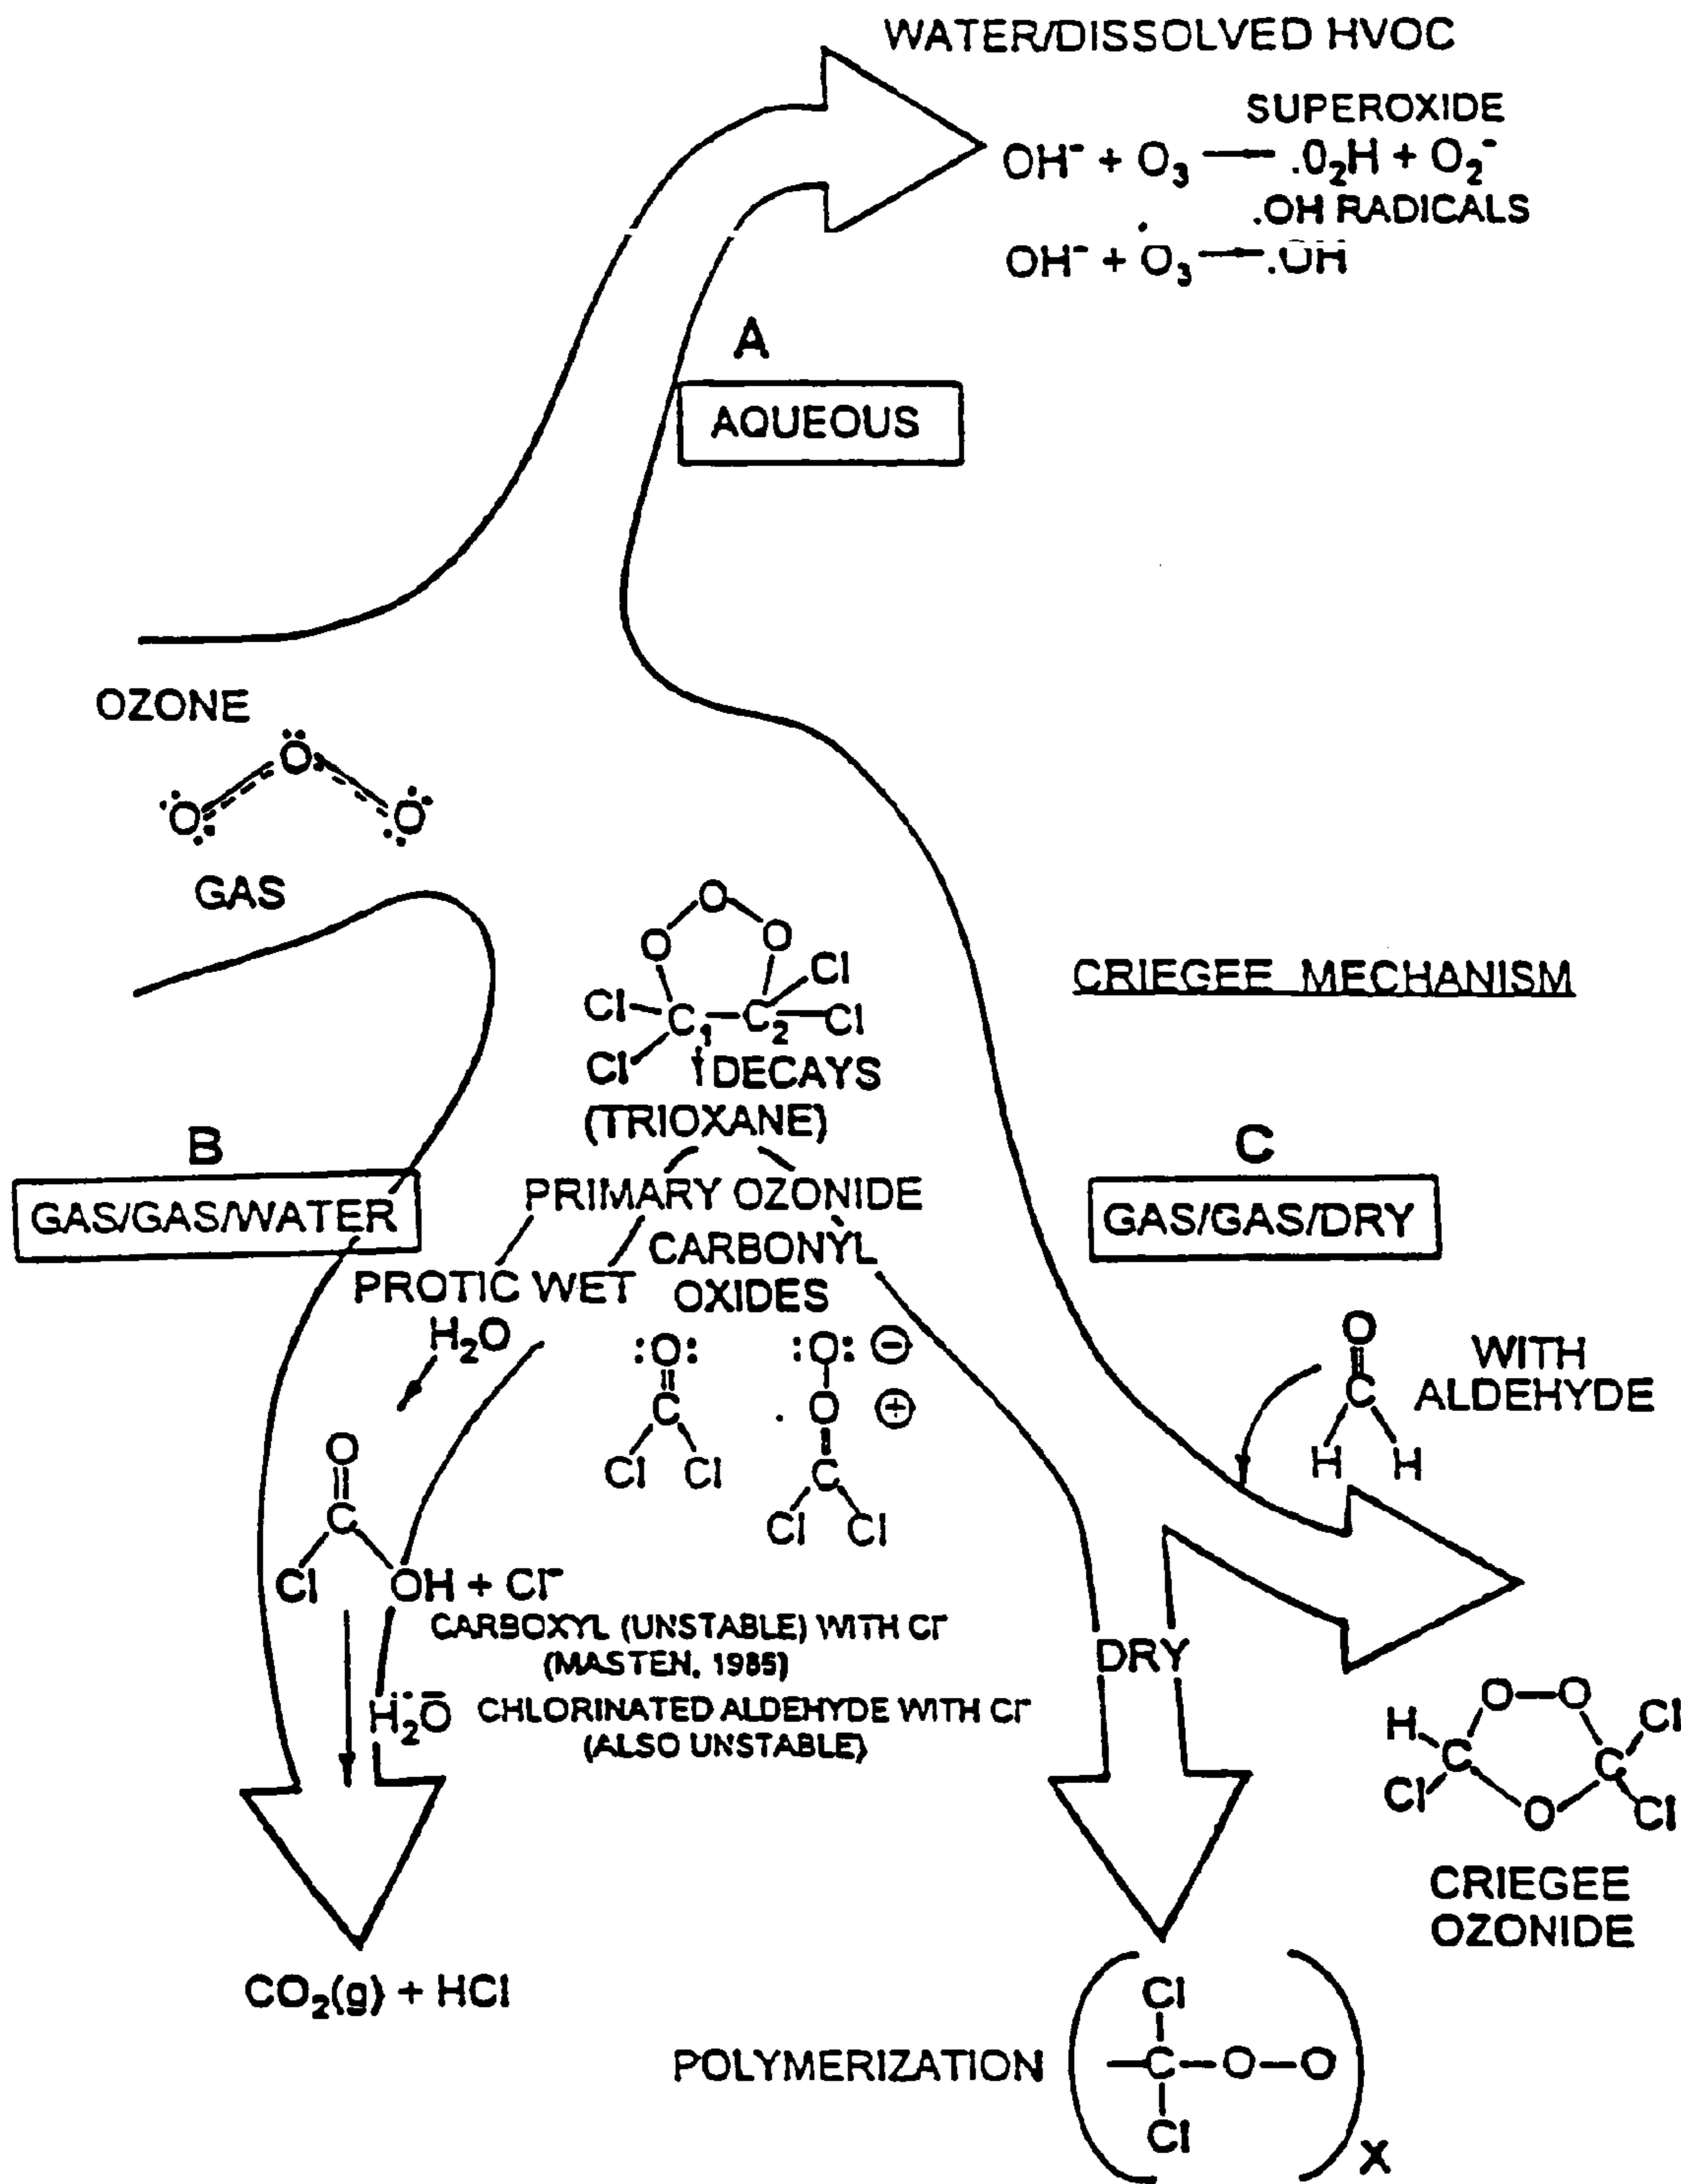 WATER/DISSOLVED HVOC
SUPEROXIDE
OH⁻ + O₃ → .O₂H + O₂⁻
.OH RADICALS
OH⁻ + O₃ → .OH
A
AQUEOUS
OZONE
O
O O
GAS
O
O O
Cl
Cl C₁ C₂ Cl
Cl DECAYS
(TRIOXANE)
PRIMARY OZONIDE
CARBONYL
OXIDES
CRIEGEE MECHANISM
B
GAS/GAS/WATER
PROTIC WET
H₂O
C
GAS/GAS/DRY
:O:
C
Cl Cl
:O: ⊖
O ⊕
C
Cl Cl
O
C
H H
WITH
ALDEHYDE
O
C
Cl OH + Cl⁻
CARBOXYL (UNSTABLE) WITH Cl⁻
(MASTEN, 1985)
H₂O CHLORINATED ALDEHYDE WITH Cl⁻
(ALSO UNSTABLE)
CO₂(g) + HCl
DRY
O—O
H Cl
C C
Cl O Cl
CRIEGEE
OZONIDE
POLYMERIZATION
Cl
—C—O—O
Cl
X